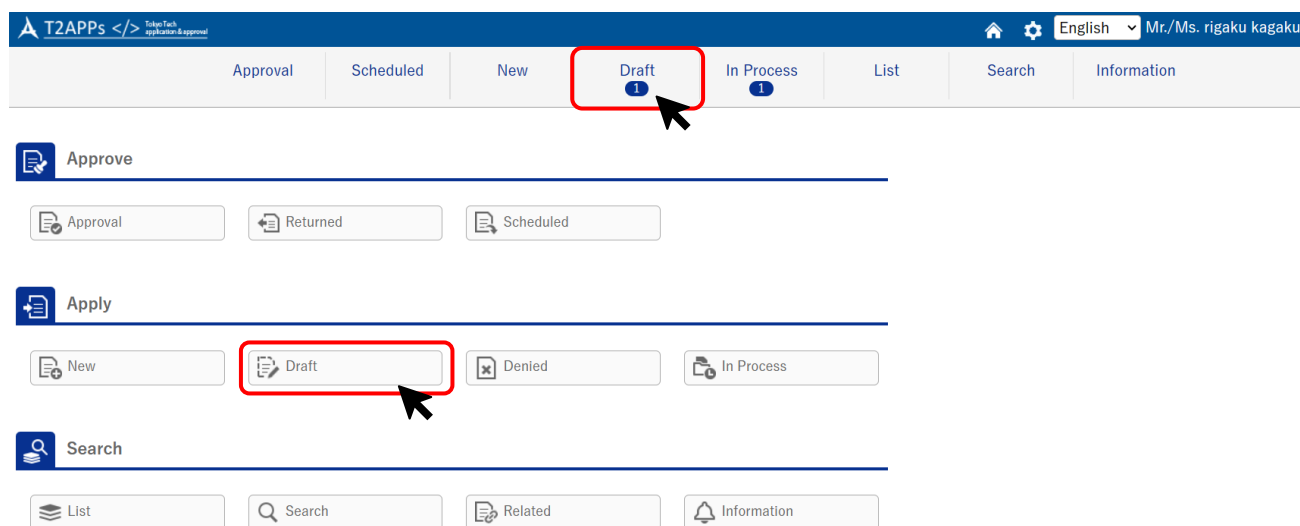 T2APPs </> Tokyo Tech
application & approval
English Mr./Ms. rigaku kagaku
Approval Scheduled New Draft In Process List Search Information
1 1
Approve
Approval Returned Scheduled
Apply
New Draft Denied In Process
Search
List Search Related Information